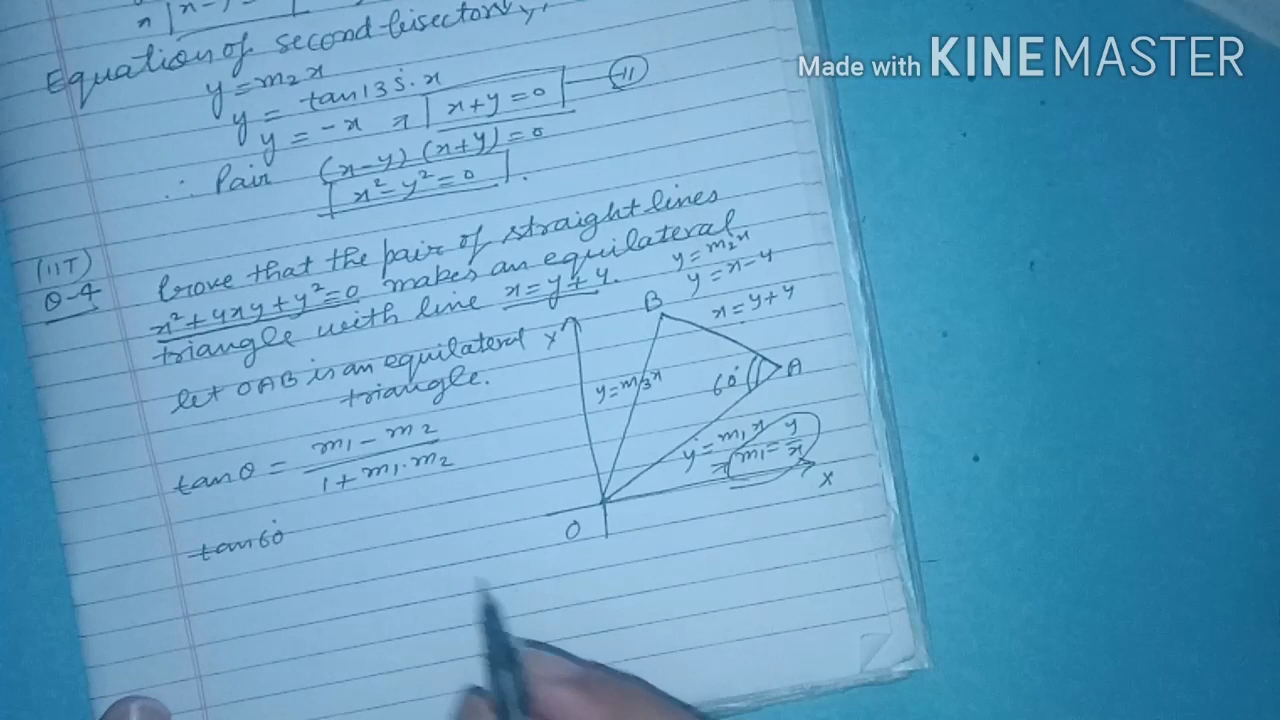 Equation of second bisector,
y = m2x
y = tan135°.x
y = -x ⇒ x+y=0 — (ii)
∴ Pair (x-y)(x+y)=0
x²-y²=0
(IIT)
Q-4 Prove that the pair of straight lines
x²+4xy+y²=0 makes an equilateral
triangle with line x=y+4.
let OAB is an equilateral
triangle.
tanθ = (m1 - m2)/(1 + m1.m2)
tan60°
y=m2x
y=x-4
x=y+4
B
A
60°
y=m3x
y=m1x
⇒ m1=y/x
Y
X
O
Made with KINEMASTER